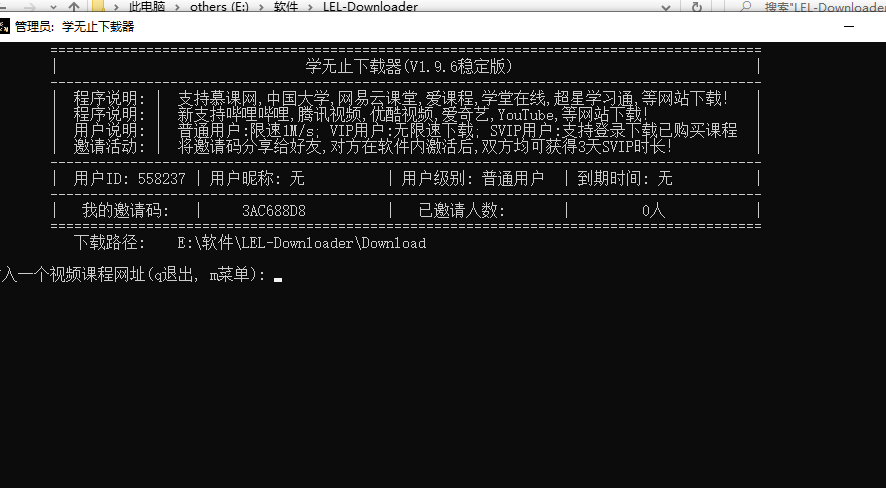 此电脑 > others (E:) > 软件 > LEL-Downloader
搜索"LEL-Downloader
管理员: 学无止下载器
学无止下载器(V1.9.6稳定版)
程序说明: | 支持慕课网,中国大学,网易云课堂,爱课程,学堂在线,超星学习通,等网站下载!
程序说明: | 新支持哔哩哔哩,腾讯视频,优酷视频,爱奇艺,YouTube,等网站下载!
用户说明: | 普通用户:限速1M/s; VIP用户:无限速下载; SVIP用户:支持登录下载已购买课程
邀请活动: | 将邀请码分享给好友,对方在软件内激活后,双方均可获得3天SVIP时长!
| 用户ID: 558237 | 用户昵称: 无 | 用户级别: 普通用户 | 到期时间: 无 |
| 我的邀请码: | 3AC688D8 | 已邀请人数: | 0人 |
下载路径: E:\软件\LEL-Downloader\Download
入一个视频课程网址(q退出, m菜单):